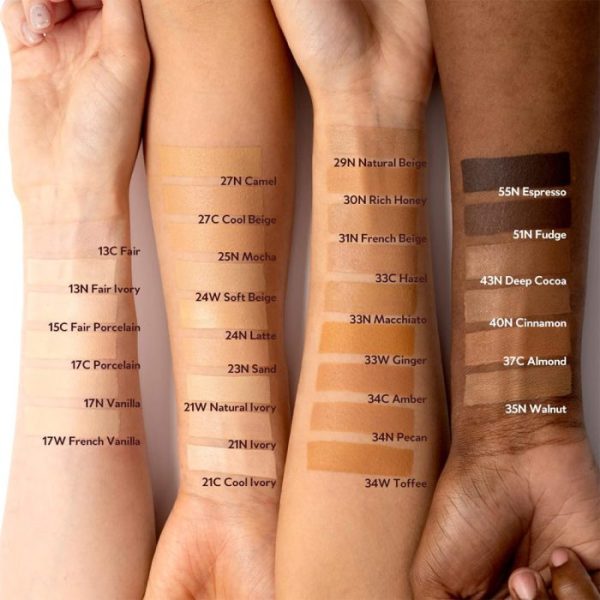 13C Fair
13N Fair Ivory
15C Fair Porcelain
17C Porcelain
17N Vanilla
17W French Vanilla
27N Camel
27C Cool Beige
25N Mocha
24W Soft Beige
24N Latte
23N Sand
21W Natural Ivory
21N Ivory
21C Cool Ivory
29N Natural Beige
30N Rich Honey
31N French Beige
33C Hazel
33N Macchiato
33W Ginger
34C Amber
34N Pecan
34W Toffee
55N Espresso
51N Fudge
43N Deep Cocoa
40N Cinnamon
37C Almond
35N Walnut